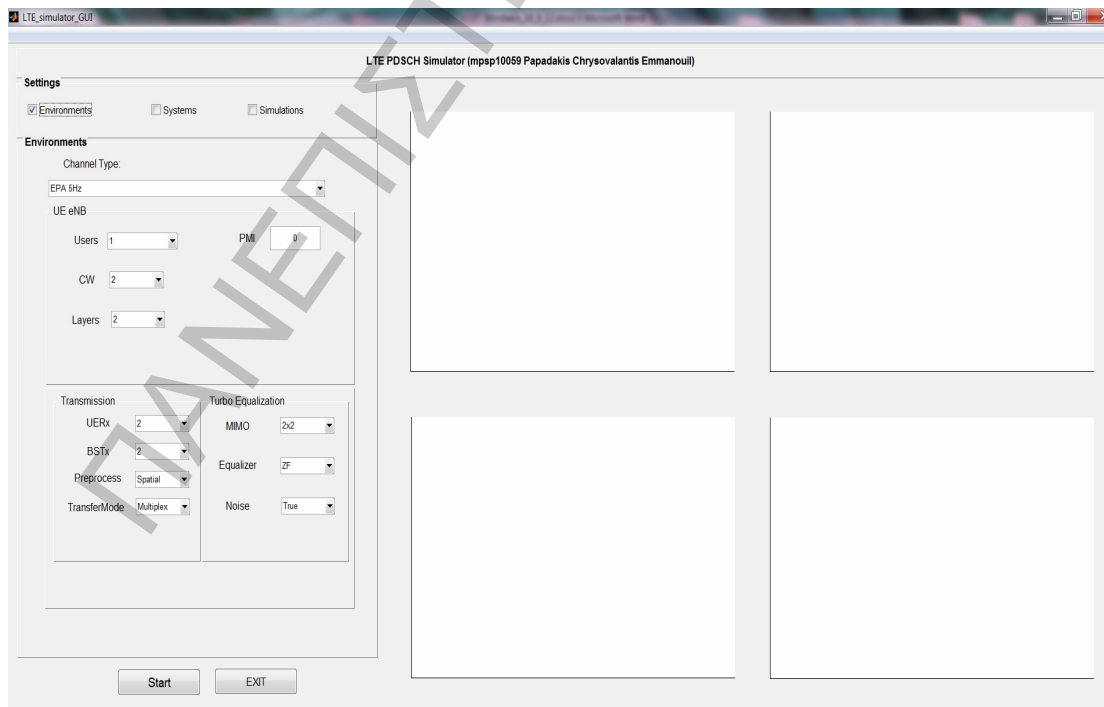 LTE_simulator_GUI
LTE PDSCH Simulator (mpsp10059 Papadakis Chrysovalantis Emmanouil)
Settings
Environments Systems Simulations
Environments
Channel Type:
EPA 5Hz
UE eNB
Users 1 PMI 0
CW 2
Layers 2
Transmission Turbo Equalization
UERx 2 MIMO 2x2
BSTx 2
Equalizer ZF
Preprocess Spatial
TransferMode Multiplex Noise True
Start EXIT
ΠΑΝΕΠΙΣΤ